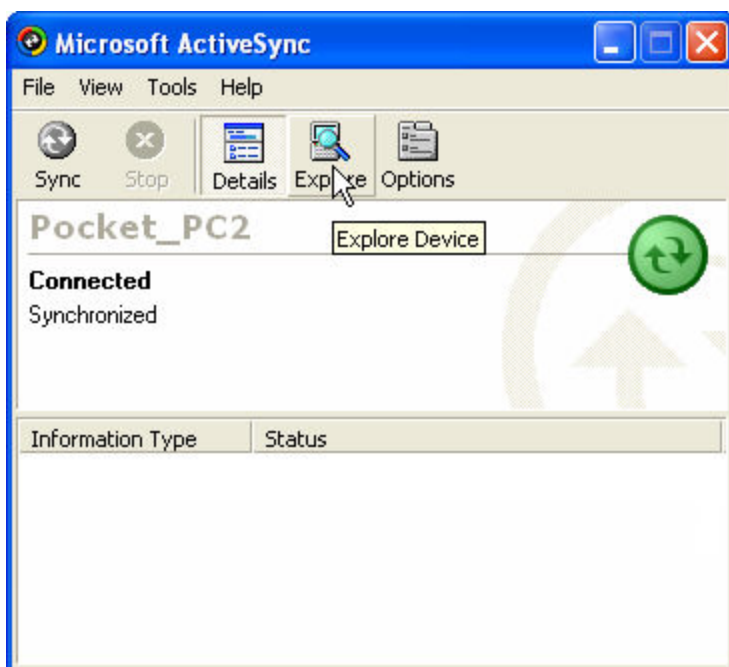 Microsoft ActiveSync
File View Tools Help
Sync Stop Details Explore Options
Pocket_PC2
Explore Device
Connected
Synchronized
Information Type Status